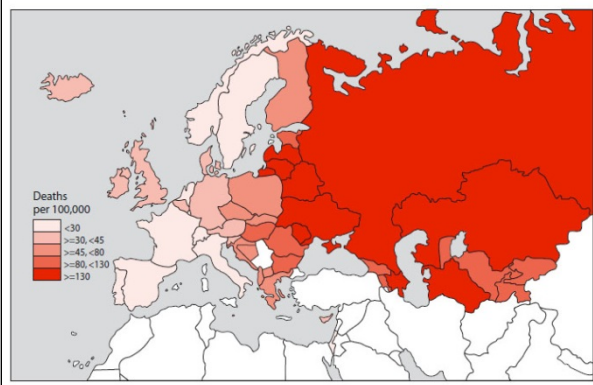 Deaths
per 100,000
<30
>=30, <45
>=45, <80
>=80, <130
>=130